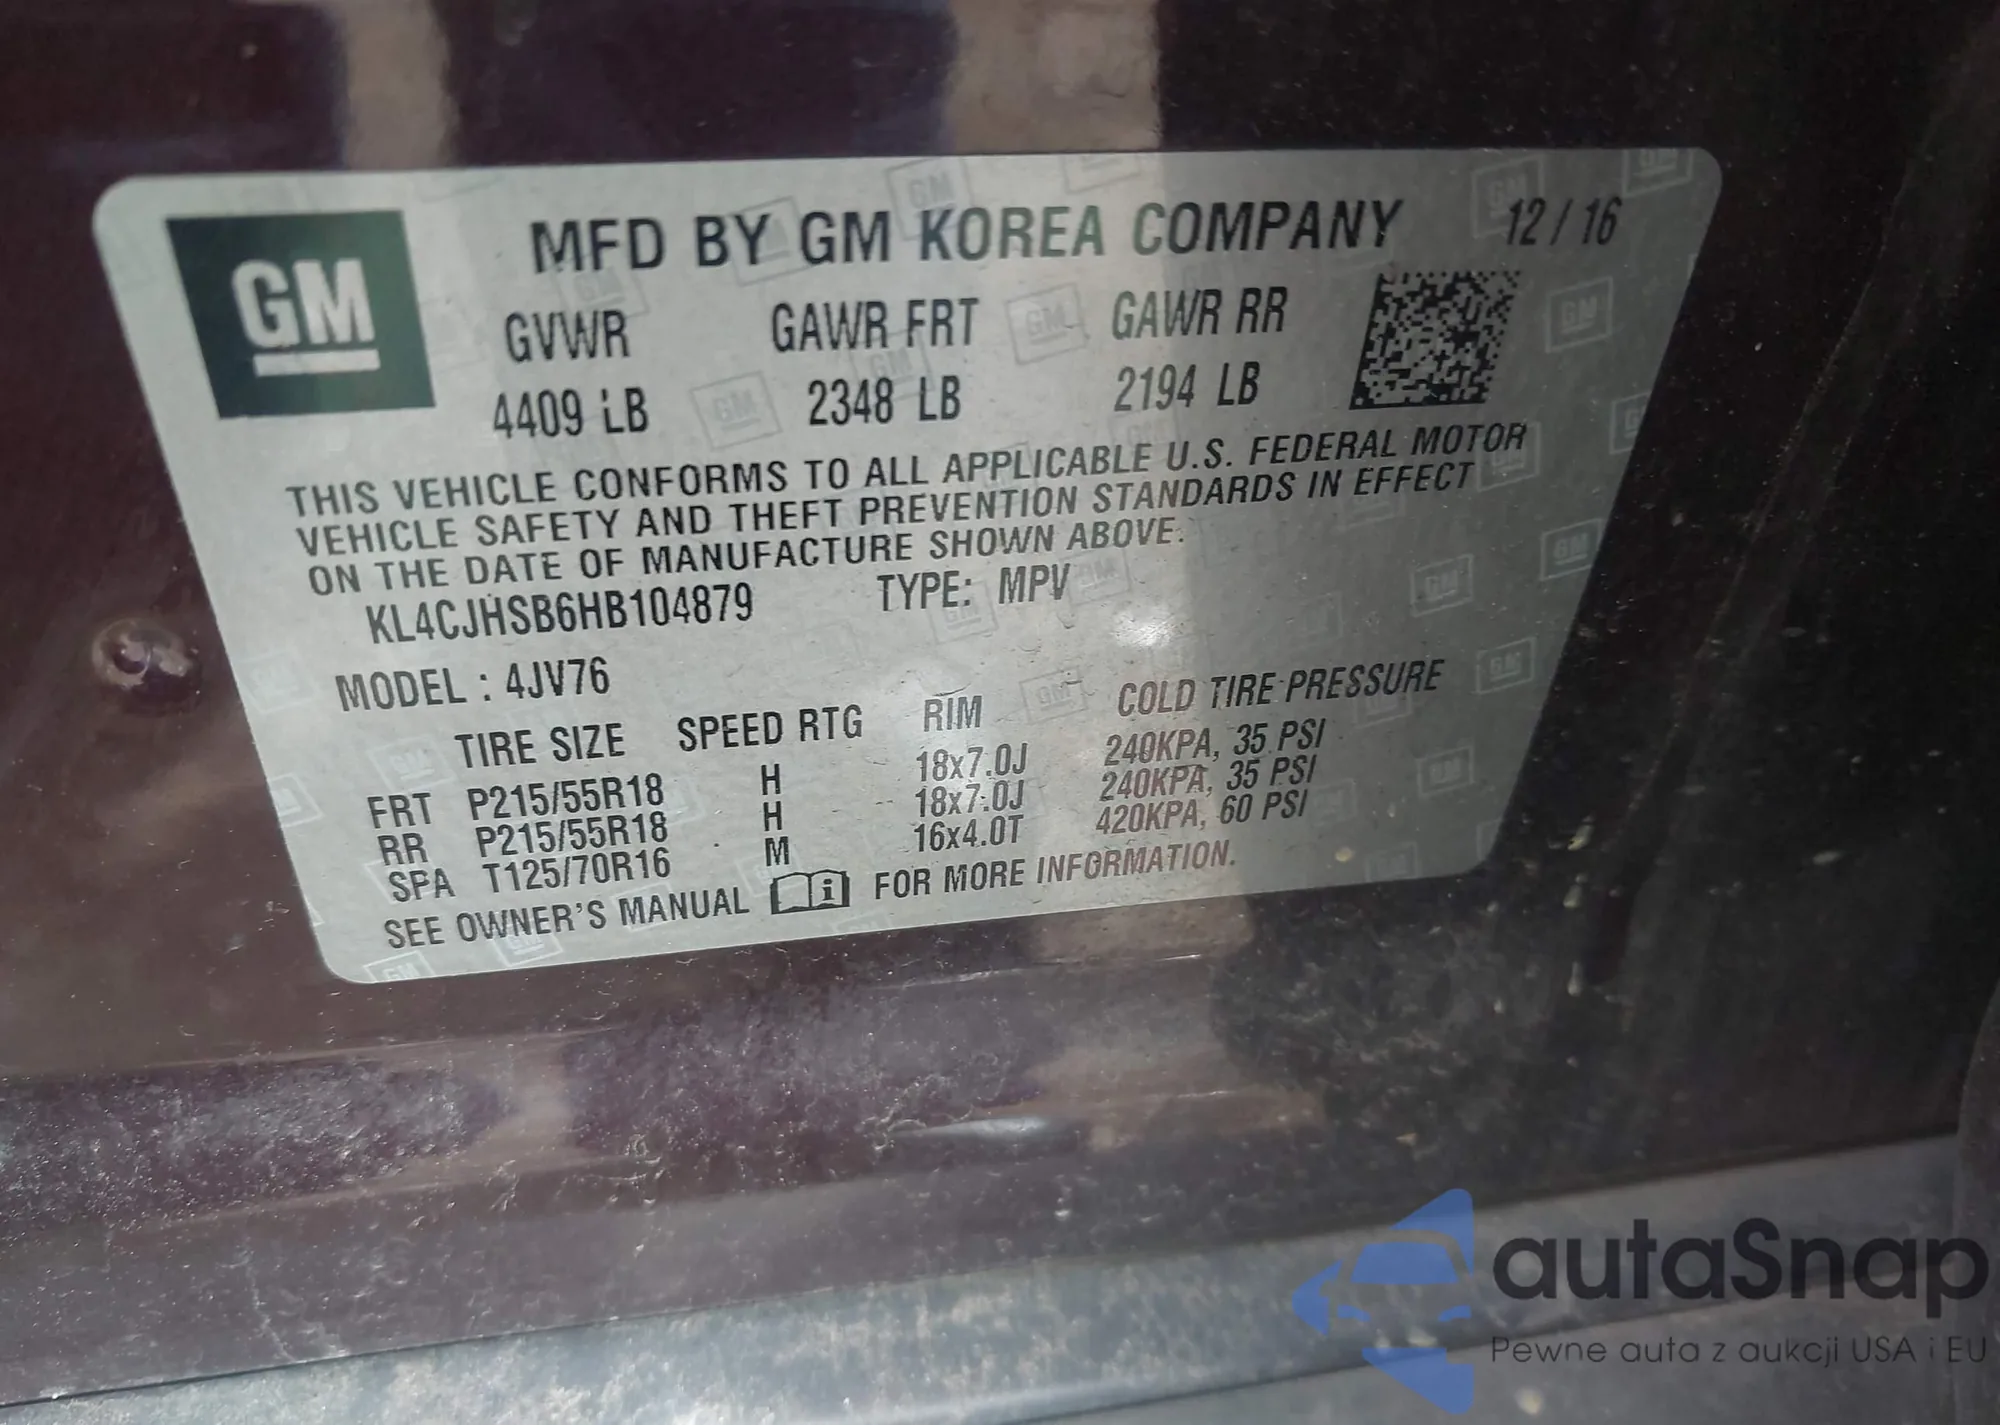 GM
MFD BY GM KOREA COMPANY 12 / 16
GVWR GAWR FRT GAWR RR
4409 LB 2348 LB 2194 LB
THIS VEHICLE CONFORMS TO ALL APPLICABLE U.S. FEDERAL MOTOR
VEHICLE SAFETY AND THEFT PREVENTION STANDARDS IN EFFECT
ON THE DATE OF MANUFACTURE SHOWN ABOVE.
KL4CJHSB6HB104879 TYPE: MPV
MODEL : 4JV76
TIRE SIZE SPEED RTG RIM COLD TIRE PRESSURE
FRT P215/55R18 H 18x7.0J 240KPA, 35 PSI
RR P215/55R18 H 18x7.0J 240KPA, 35 PSI
SPA T125/70R16 M 16x4.0T 420KPA, 60 PSI
SEE OWNER'S MANUAL i FOR MORE INFORMATION.
autaSnap
Pewne auta z aukcji USA i EU